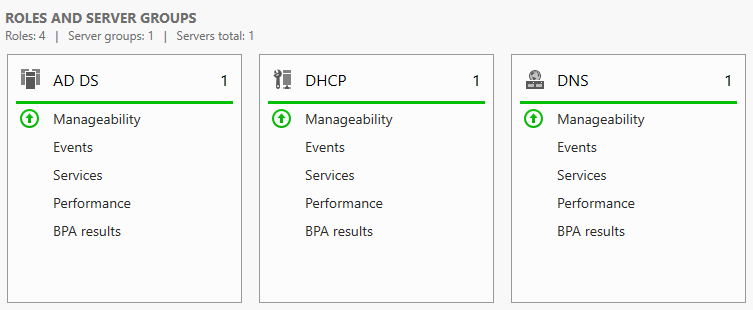 ROLES AND SERVER GROUPS
Roles: 4 | Server groups: 1 | Servers total: 1
AD DS 1
Manageability
Events
Services
Performance
BPA results
DHCP 1
Manageability
Events
Services
Performance
BPA results
DNS 1
Manageability
Events
Services
Performance
BPA results